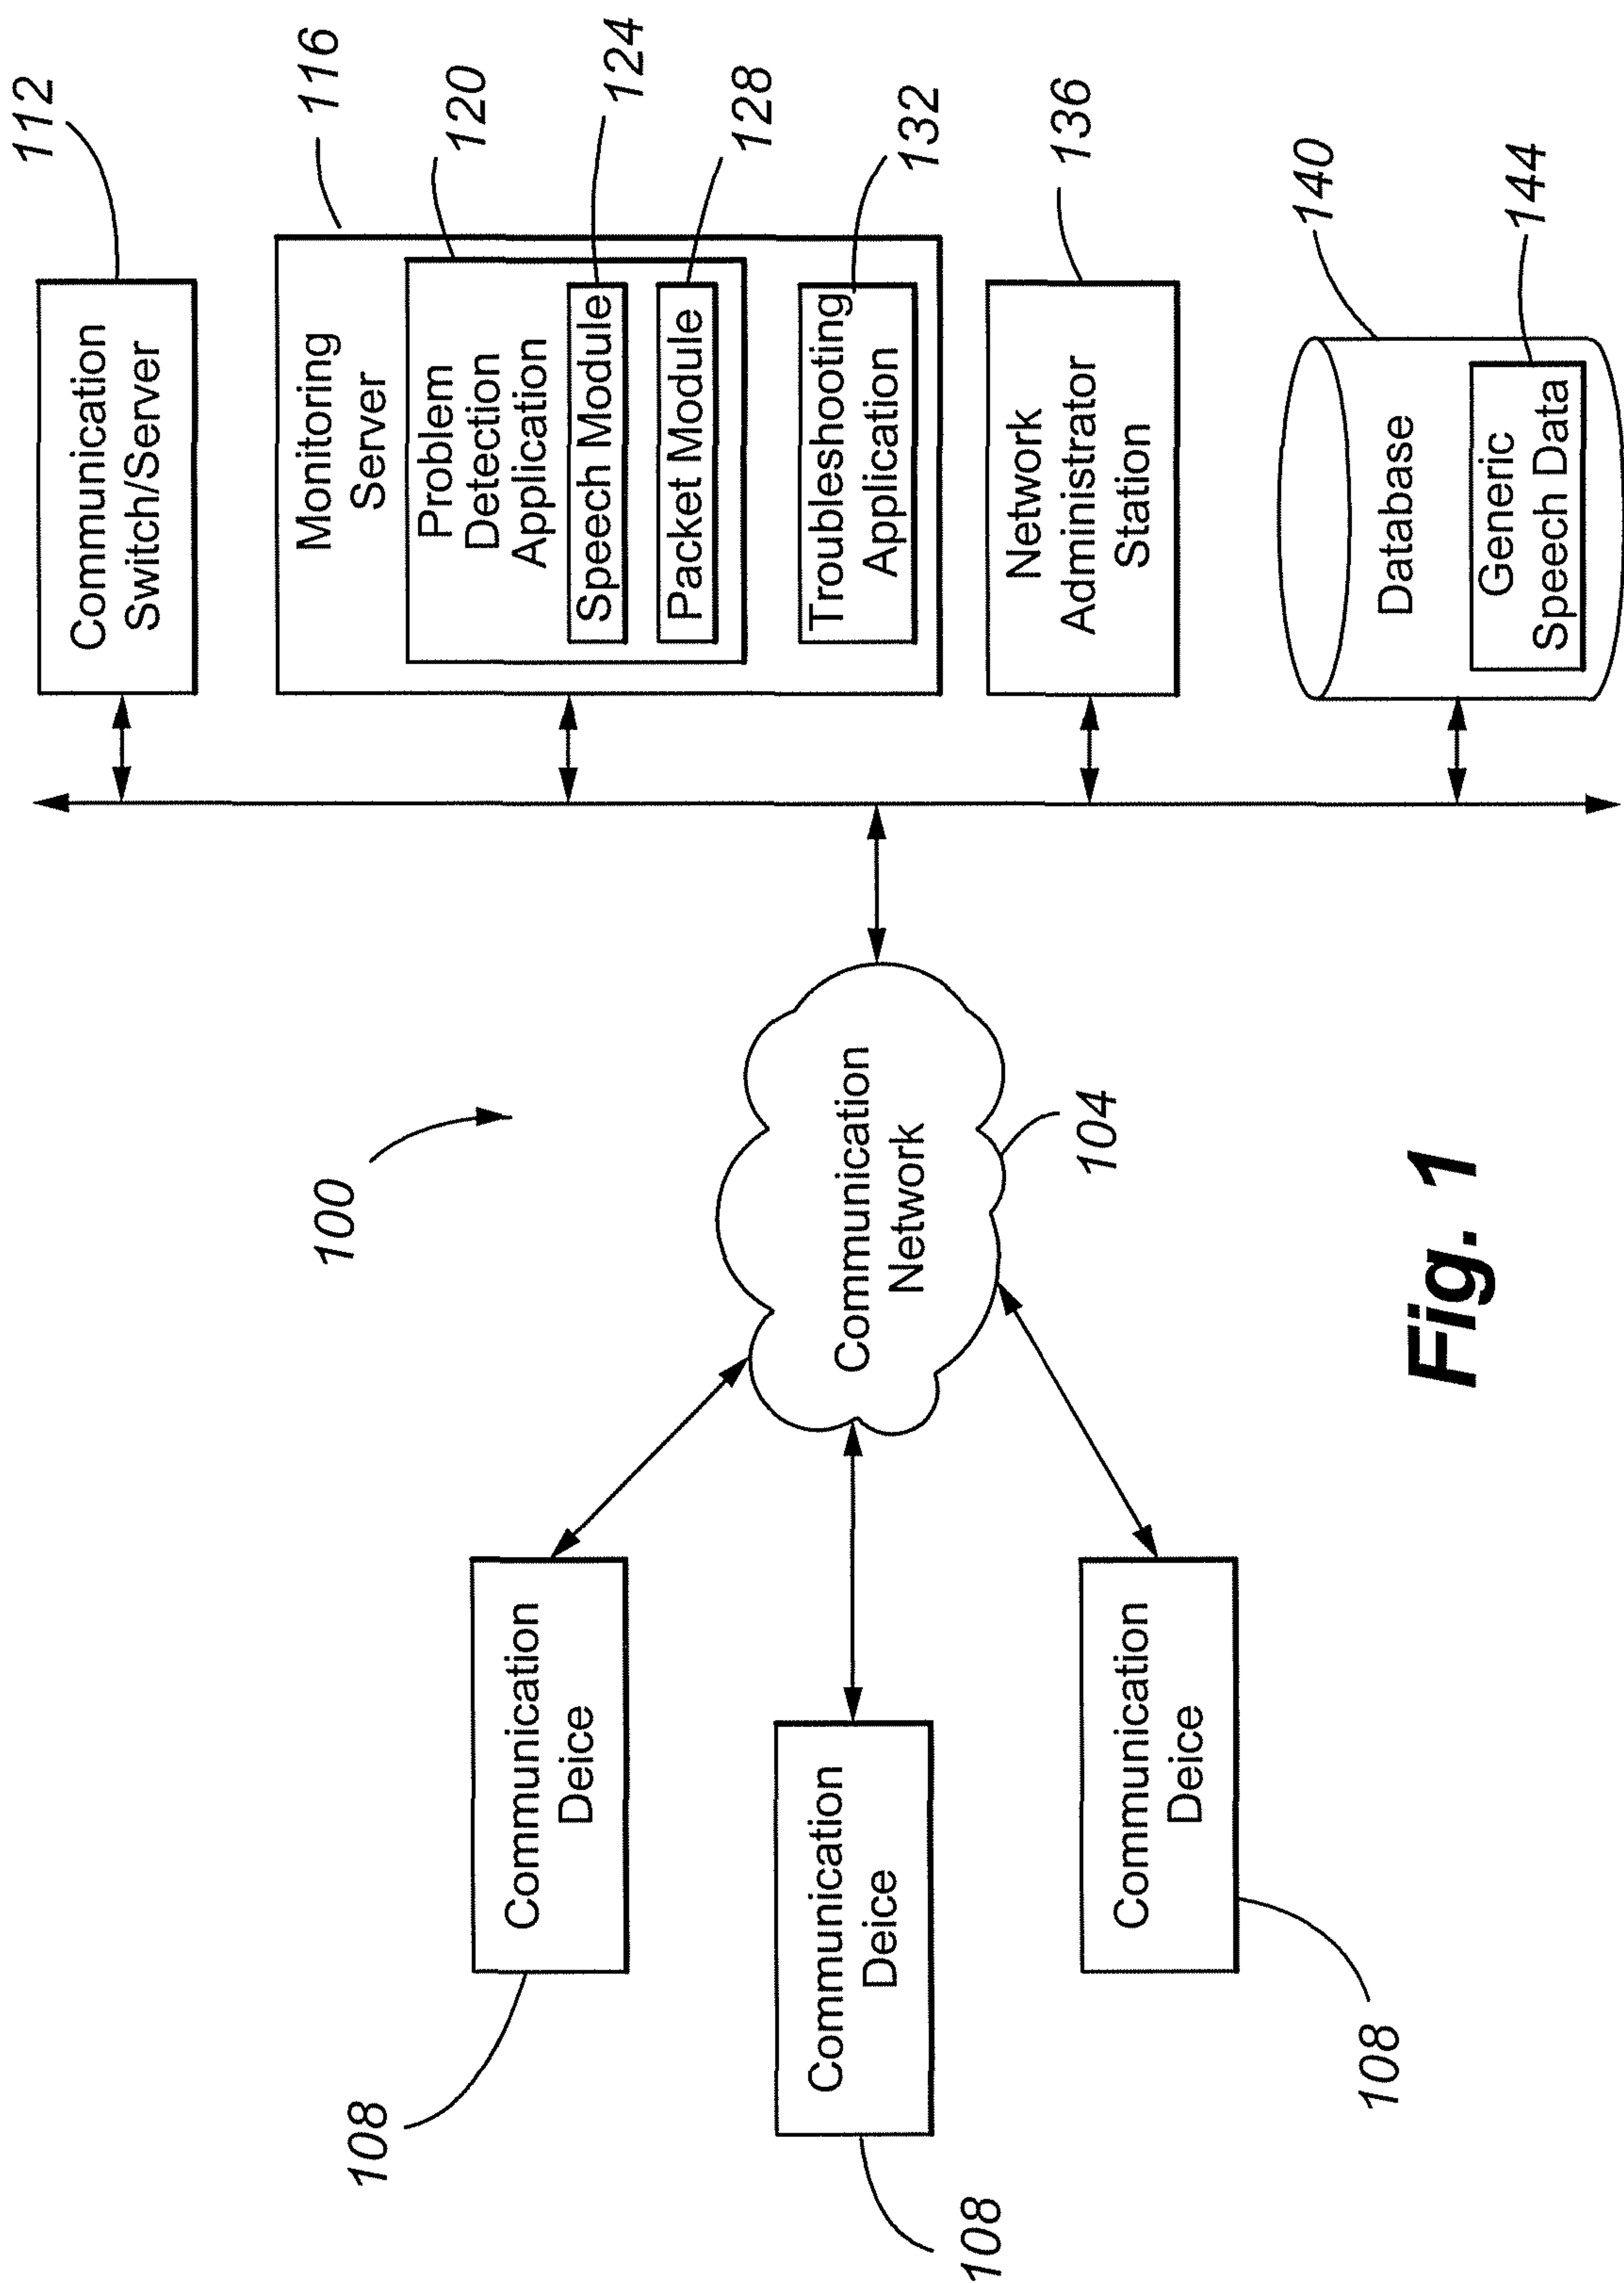 108
Communication
Deice
108
Communication
Deice
108
Communication
Deice
100
Communication
Network
104
112
Communication
Switch/Server
116
Monitoring
Server
120
Problem
Detection
Application
124
Speech Module
128
Packet Module
132
Troubleshooting
Application
136
Network
Administrator
Station
140
Database
144
Generic
Speech Data
Fig. 1